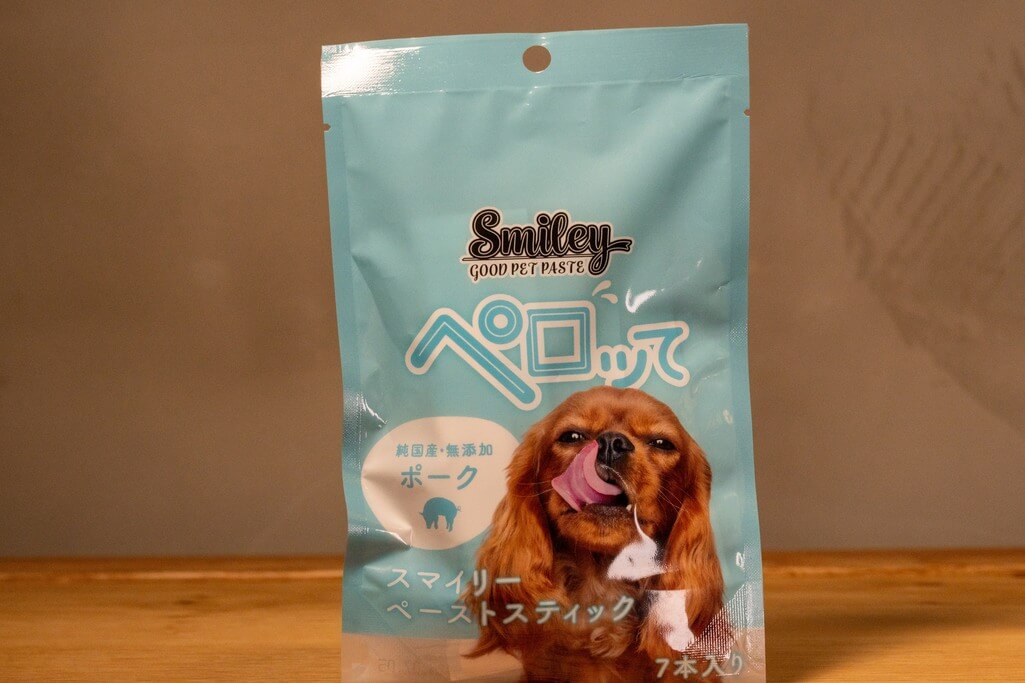 Smiley
GOOD PET PASTE
ペロッて
純国産・無添加
ポーク
スマイリー
ペーストスティック
7本入り